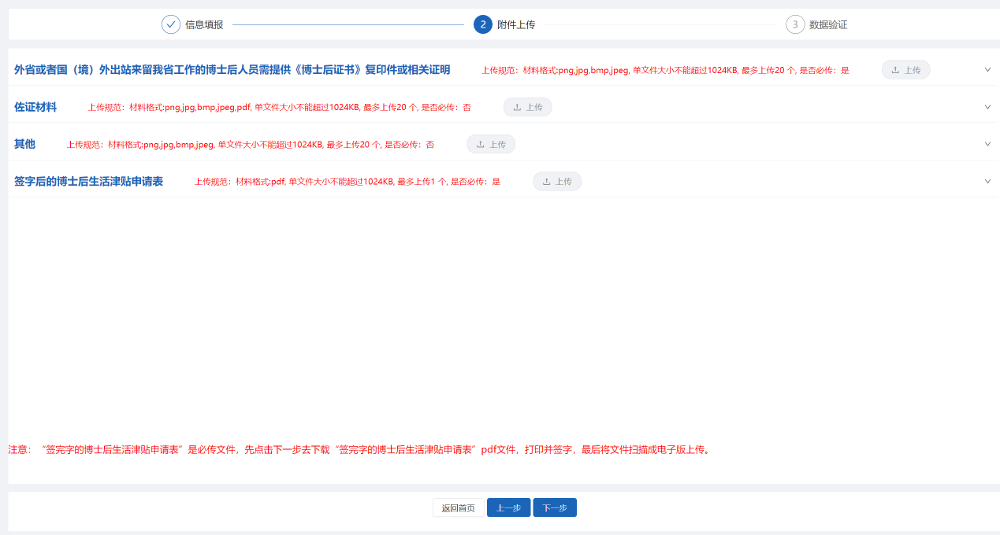 信息填报
2 附件上传
3 数据验证
外省或者国（境）外出站来留我省工作的博士后人员需提供《博士后证书》复印件或相关证明 上传规范：材料格式:png,jpg,bmp,jpeg, 单文件大小不能超过1024KB, 最多上传20 个, 是否必传：是 上传
佐证材料 上传规范：材料格式:png,jpg,bmp,jpeg,pdf, 单文件大小不能超过1024KB, 最多上传20 个, 是否必传：否 上传
其他 上传规范：材料格式:png,jpg,bmp,jpeg, 单文件大小不能超过1024KB, 最多上传20 个, 是否必传：否 上传
签字后的博士后生活津贴申请表 上传规范：材料格式:pdf, 单文件大小不能超过1024KB, 最多上传1 个, 是否必传：是 上传
注意：“签完字的博士后生活津贴申请表”是必传文件，先点击下一步去下载“签完字的博士后生活津贴申请表”pdf文件，打印并签字，最后将文件扫描成电子版上传。
返回首页 上一步 下一步